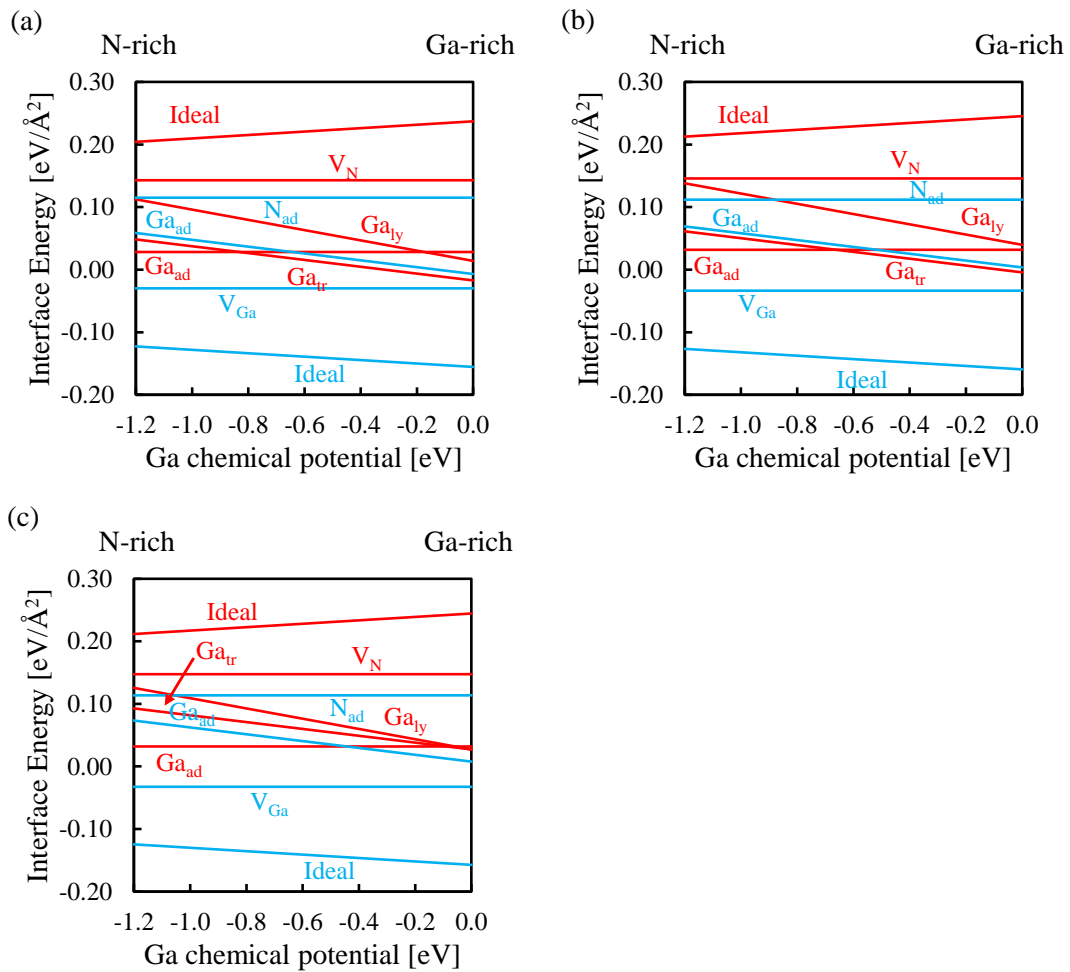 (a)
N-rich Ga-rich
Interface Energy [eV/Å²]
0.30
0.20
0.10
0.00
-0.10
-0.20
Ideal
V_N
N_ad
Ga_ad
Ga_ly
Ga_ad
Ga_tr
V_Ga
Ideal
-1.2 -1.0 -0.8 -0.6 -0.4 -0.2 0.0
Ga chemical potential [eV]
(b)
N-rich Ga-rich
Interface Energy [eV/Å²]
0.30
0.20
0.10
0.00
-0.10
-0.20
Ideal
V_N
N_ad
Ga_ad
Ga_ly
Ga_ad
Ga_tr
V_Ga
Ideal
-1.2 -1.0 -0.8 -0.6 -0.4 -0.2 0.0
Ga chemical potential [eV]
(c)
N-rich Ga-rich
Interface Energy [eV/Å²]
0.30
0.20
0.10
0.00
-0.10
-0.20
Ideal
Ga_tr
V_N
Ga_ad
N_ad
Ga_ly
Ga_ad
V_Ga
Ideal
-1.2 -1.0 -0.8 -0.6 -0.4 -0.2 0.0
Ga chemical potential [eV]